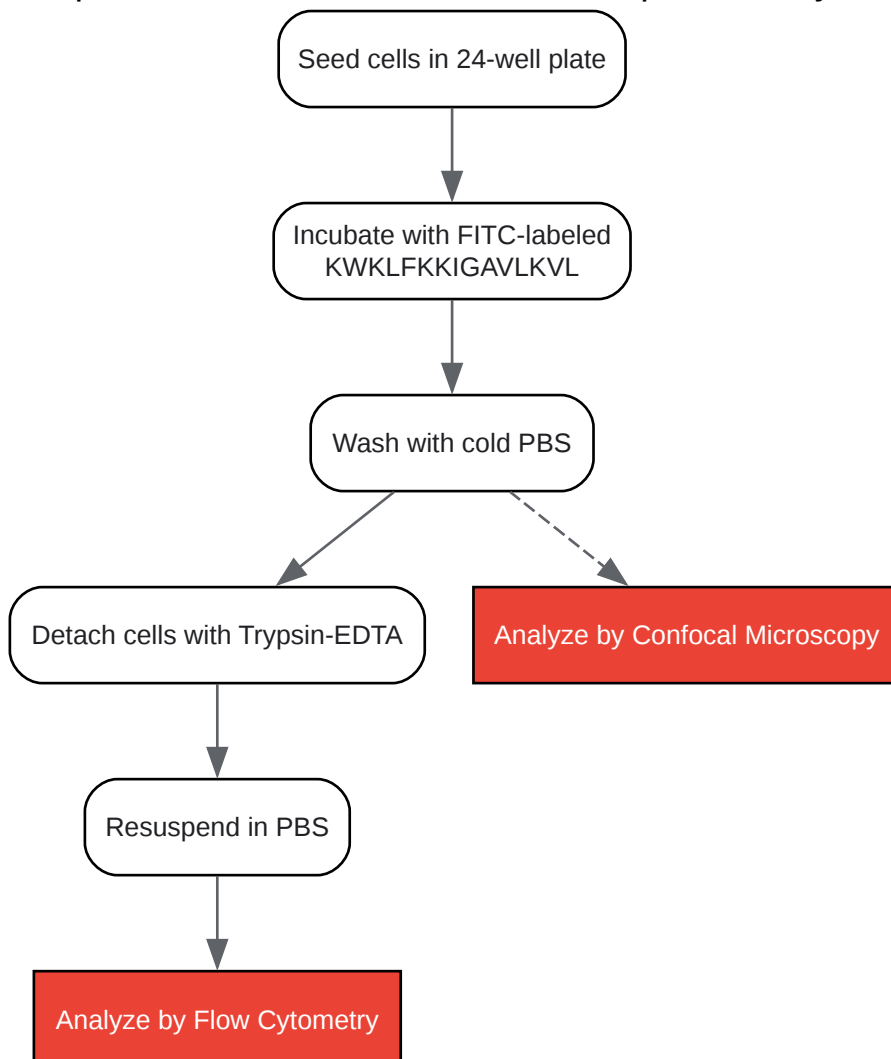 Seed cells in 24-well plate
Incubate with FITC-labeled
KWKLFKKIGAVLKVL
Wash with cold PBS
Detach cells with Trypsin-EDTA
Analyze by Confocal Microscopy
Resuspend in PBS
Analyze by Flow Cytometry